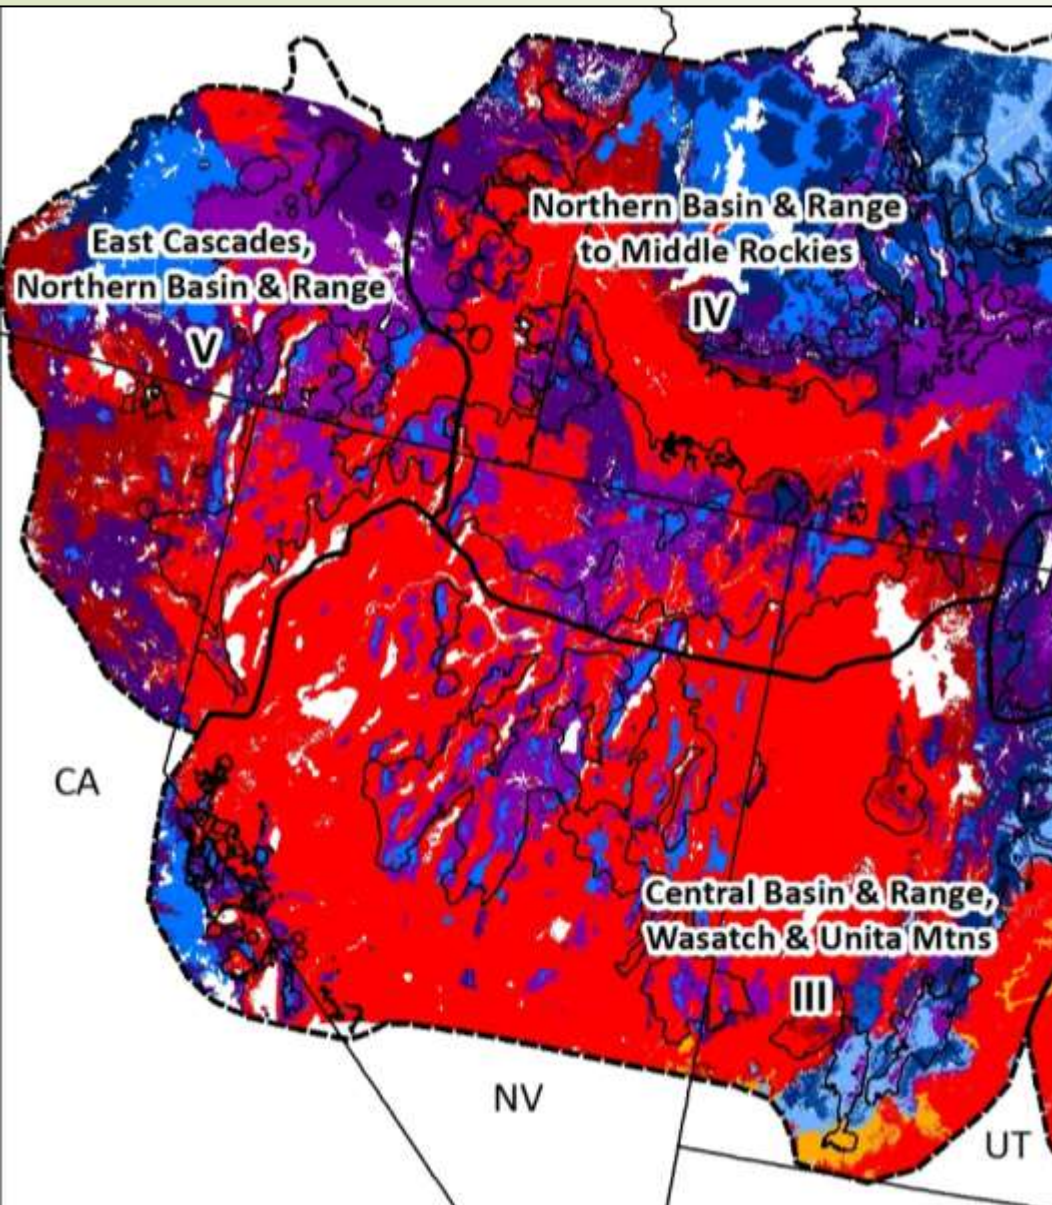 Northern Basin & Range
to Middle Rockies
IV
East Cascades,
Northern Basin & Range
V
CA
Central Basin & Range,
Wasatch & Unita Mtns
III
NV
UT